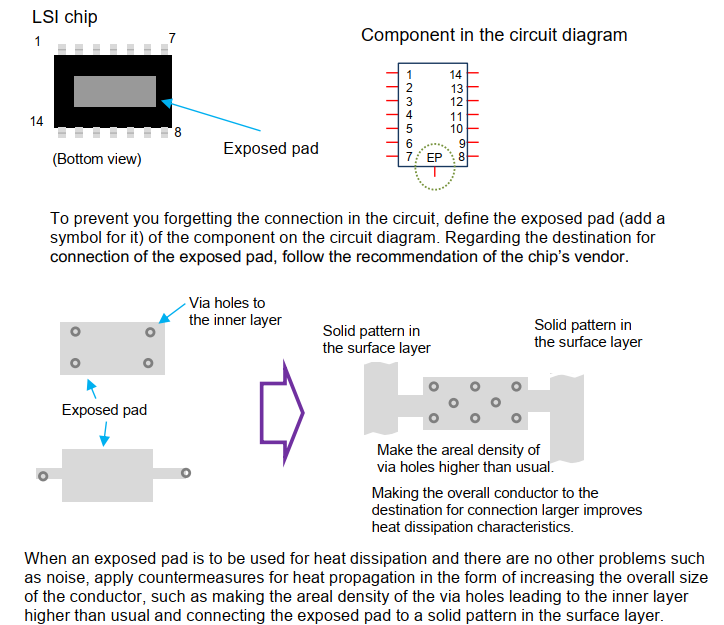 LSI chip
1
7
14
8
(Bottom view)
Exposed pad
Component in the circuit diagram
1 14
2 13
3 12
4 11
5 10
6 9
7 EP 8
To prevent you forgetting the connection in the circuit, define the exposed pad (add a
symbol for it) of the component on the circuit diagram. Regarding the destination for
connection of the exposed pad, follow the recommendation of the chip's vendor.
Via holes to
the inner layer
Exposed pad
Solid pattern in
the surface layer
Solid pattern in
the surface layer
Make the areal density of
via holes higher than usual.
Making the overall conductor to the
destination for connection larger improves
heat dissipation characteristics.
When an exposed pad is to be used for heat dissipation and there are no other problems such
as noise, apply countermeasures for heat propagation in the form of increasing the overall size
of the conductor, such as making the areal density of the via holes leading to the inner layer
higher than usual and connecting the exposed pad to a solid pattern in the surface layer.